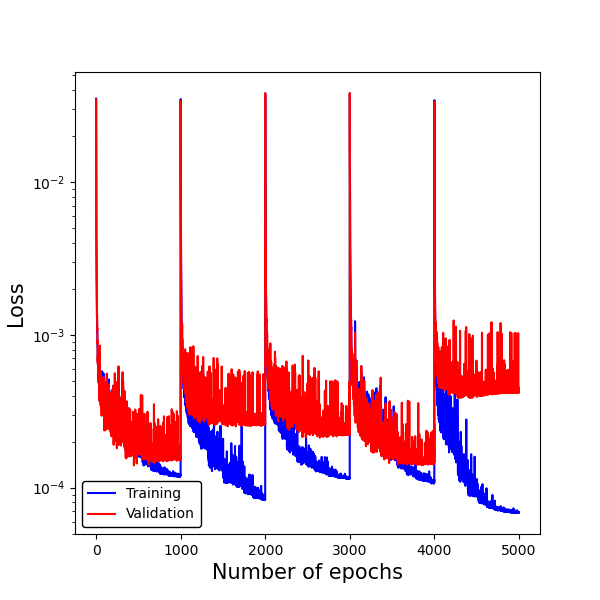 Loss
10⁻²
10⁻³
10⁻⁴
Training
Validation
0 1000 2000 3000 4000 5000
Number of epochs